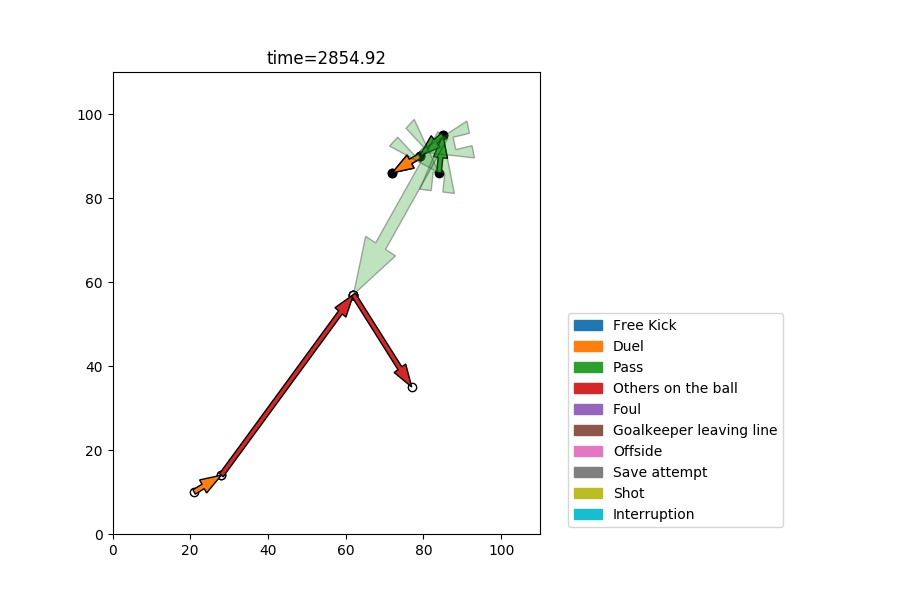 time=2854.92
100
80
60
40
20
0
0 20 40 60 80 100
Free Kick
Duel
Pass
Others on the ball
Foul
Goalkeeper leaving line
Offside
Save attempt
Shot
Interruption